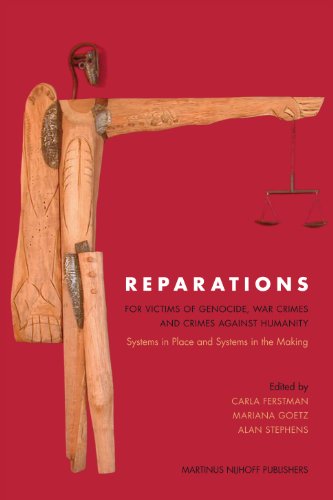 REPARATIONS
FOR VICTIMS OF GENOCIDE, WAR CRIMES
AND CRIMES AGAINST HUMANITY
Systems in Place and Systems in the Making
Edited by
CARLA FERSTMAN
MARIANA GOETZ
ALAN STEPHENS
MARTINUS NIJHOFF PUBLISHERS